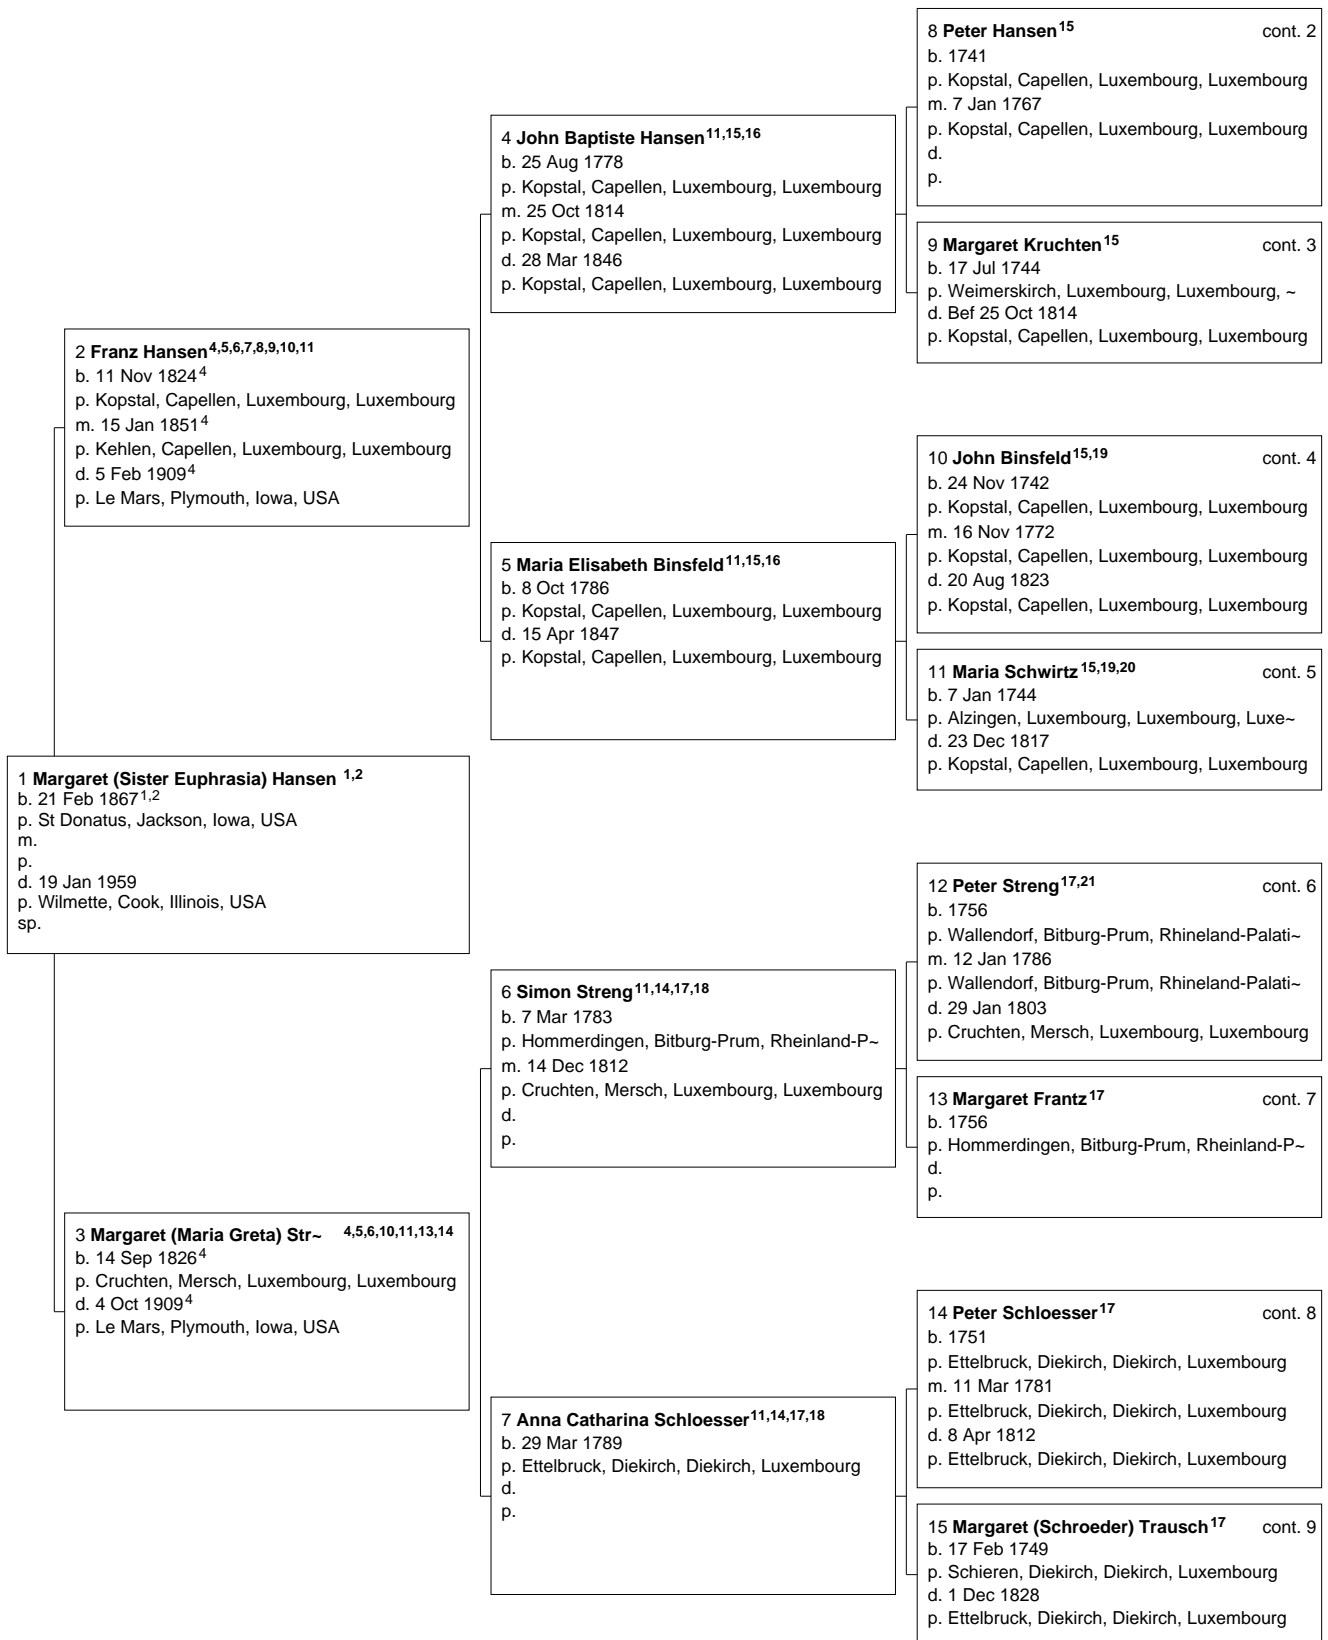 8 Peter Hansen15 cont. 2
b. 1741
p. Kopstal, Capellen, Luxembourg, Luxembourg
m. 7 Jan 1767
p. Kopstal, Capellen, Luxembourg, Luxembourg
d.
p.
4 John Baptiste Hansen11,15,16
b. 25 Aug 1778
p. Kopstal, Capellen, Luxembourg, Luxembourg
m. 25 Oct 1814
p. Kopstal, Capellen, Luxembourg, Luxembourg
d. 28 Mar 1846
p. Kopstal, Capellen, Luxembourg, Luxembourg
9 Margaret Kruchten15 cont. 3
b. 17 Jul 1744
p. Weimerskirch, Luxembourg, Luxembourg, ~
d. Bef 25 Oct 1814
p. Kopstal, Capellen, Luxembourg, Luxembourg
2 Franz Hansen4,5,6,7,8,9,10,11
b. 11 Nov 18244
p. Kopstal, Capellen, Luxembourg, Luxembourg
m. 15 Jan 18514
p. Kehlen, Capellen, Luxembourg, Luxembourg
d. 5 Feb 19094
p. Le Mars, Plymouth, Iowa, USA
10 John Binsfeld15,19 cont. 4
b. 24 Nov 1742
p. Kopstal, Capellen, Luxembourg, Luxembourg
m. 16 Nov 1772
p. Kopstal, Capellen, Luxembourg, Luxembourg
d. 20 Aug 1823
p. Kopstal, Capellen, Luxembourg, Luxembourg
5 Maria Elisabeth Binsfeld11,15,16
b. 8 Oct 1786
p. Kopstal, Capellen, Luxembourg, Luxembourg
d. 15 Apr 1847
p. Kopstal, Capellen, Luxembourg, Luxembourg
11 Maria Schwirtz15,19,20 cont. 5
b. 7 Jan 1744
p. Alzingen, Luxembourg, Luxembourg, Luxe~
d. 23 Dec 1817
p. Kopstal, Capellen, Luxembourg, Luxembourg
1 Margaret (Sister Euphrasia) Hansen 1,2
b. 21 Feb 18671,2
p. St Donatus, Jackson, Iowa, USA
m.
p.
d. 19 Jan 1959
p. Wilmette, Cook, Illinois, USA
sp.
12 Peter Streng17,21 cont. 6
b. 1756
p. Wallendorf, Bitburg-Prum, Rhineland-Palati~
m. 12 Jan 1786
p. Wallendorf, Bitburg-Prum, Rhineland-Palati~
d. 29 Jan 1803
p. Cruchten, Mersch, Luxembourg, Luxembourg
6 Simon Streng11,14,17,18
b. 7 Mar 1783
p. Hommerdingen, Bitburg-Prum, Rheinland-P~
m. 14 Dec 1812
p. Cruchten, Mersch, Luxembourg, Luxembourg
d.
p.
13 Margaret Frantz17 cont. 7
b. 1756
p. Hommerdingen, Bitburg-Prum, Rheinland-P~
d.
p.
3 Margaret (Maria Greta) Str~ 4,5,6,10,11,13,14
b. 14 Sep 18264
p. Cruchten, Mersch, Luxembourg, Luxembourg
d. 4 Oct 19094
p. Le Mars, Plymouth, Iowa, USA
14 Peter Schloesser17 cont. 8
b. 1751
p. Ettelbruck, Diekirch, Diekirch, Luxembourg
m. 11 Mar 1781
p. Ettelbruck, Diekirch, Diekirch, Luxembourg
d. 8 Apr 1812
p. Ettelbruck, Diekirch, Diekirch, Luxembourg
7 Anna Catharina Schloesser11,14,17,18
b. 29 Mar 1789
p. Ettelbruck, Diekirch, Diekirch, Luxembourg
d.
p.
15 Margaret (Schroeder) Trausch17 cont. 9
b. 17 Feb 1749
p. Schieren, Diekirch, Diekirch, Luxembourg
d. 1 Dec 1828
p. Ettelbruck, Diekirch, Diekirch, Luxembourg